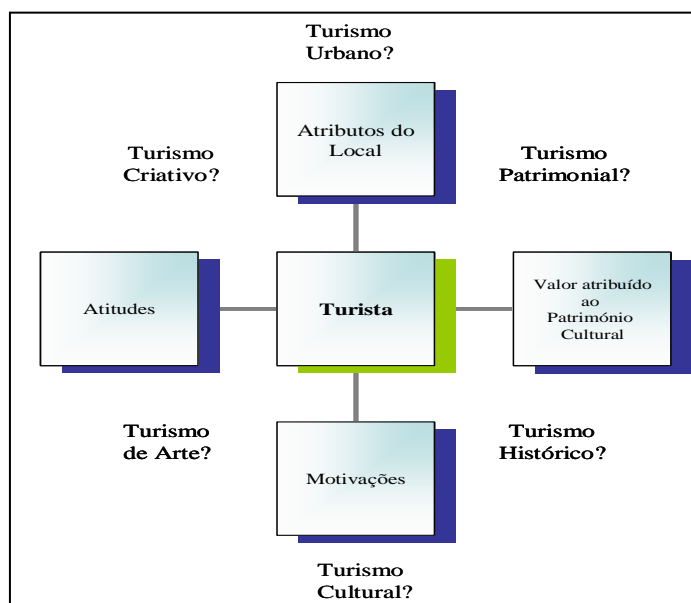 Turismo
Urbano?
Atributos do
Local
Turismo
Criativo?
Turismo
Patrimonial?
Atitudes
Turista
Valor atribuído
ao
Património
Cultural
Turismo
de Arte?
Motivações
Turismo
Histórico?
Turismo
Cultural?